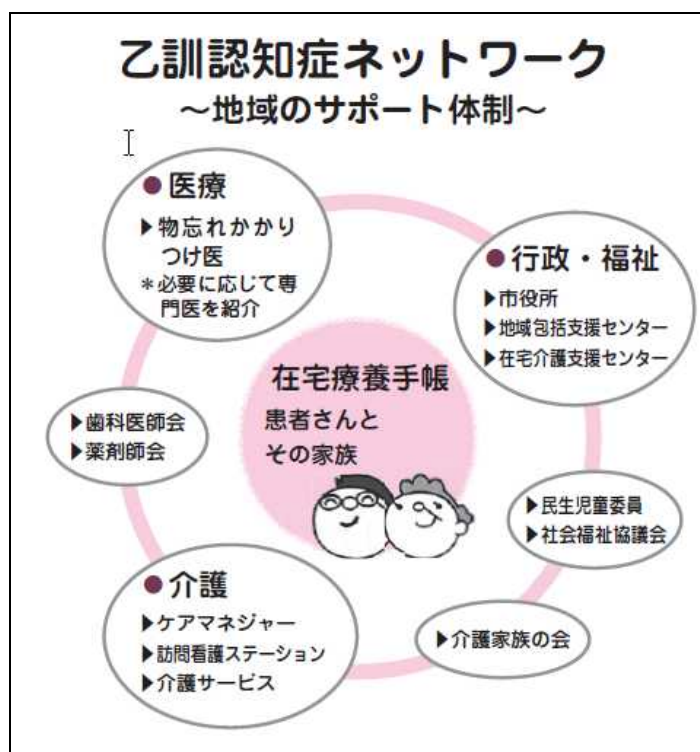 乙訓認知症ネットワーク
～地域のサポート体制～
●医療
▶物忘れかかり
つけ医
＊必要に応じて専
門医を紹介
●行政・福祉
▶市役所
▶地域包括支援センター
▶在宅介護支援センター
在宅療養手帳
患者さんと
その家族
▶歯科医師会
▶薬剤師会
▶民生児童委員
▶社会福祉協議会
●介護
▶ケアマネジャー
▶訪問看護ステーション
▶介護サービス
▶介護家族の会